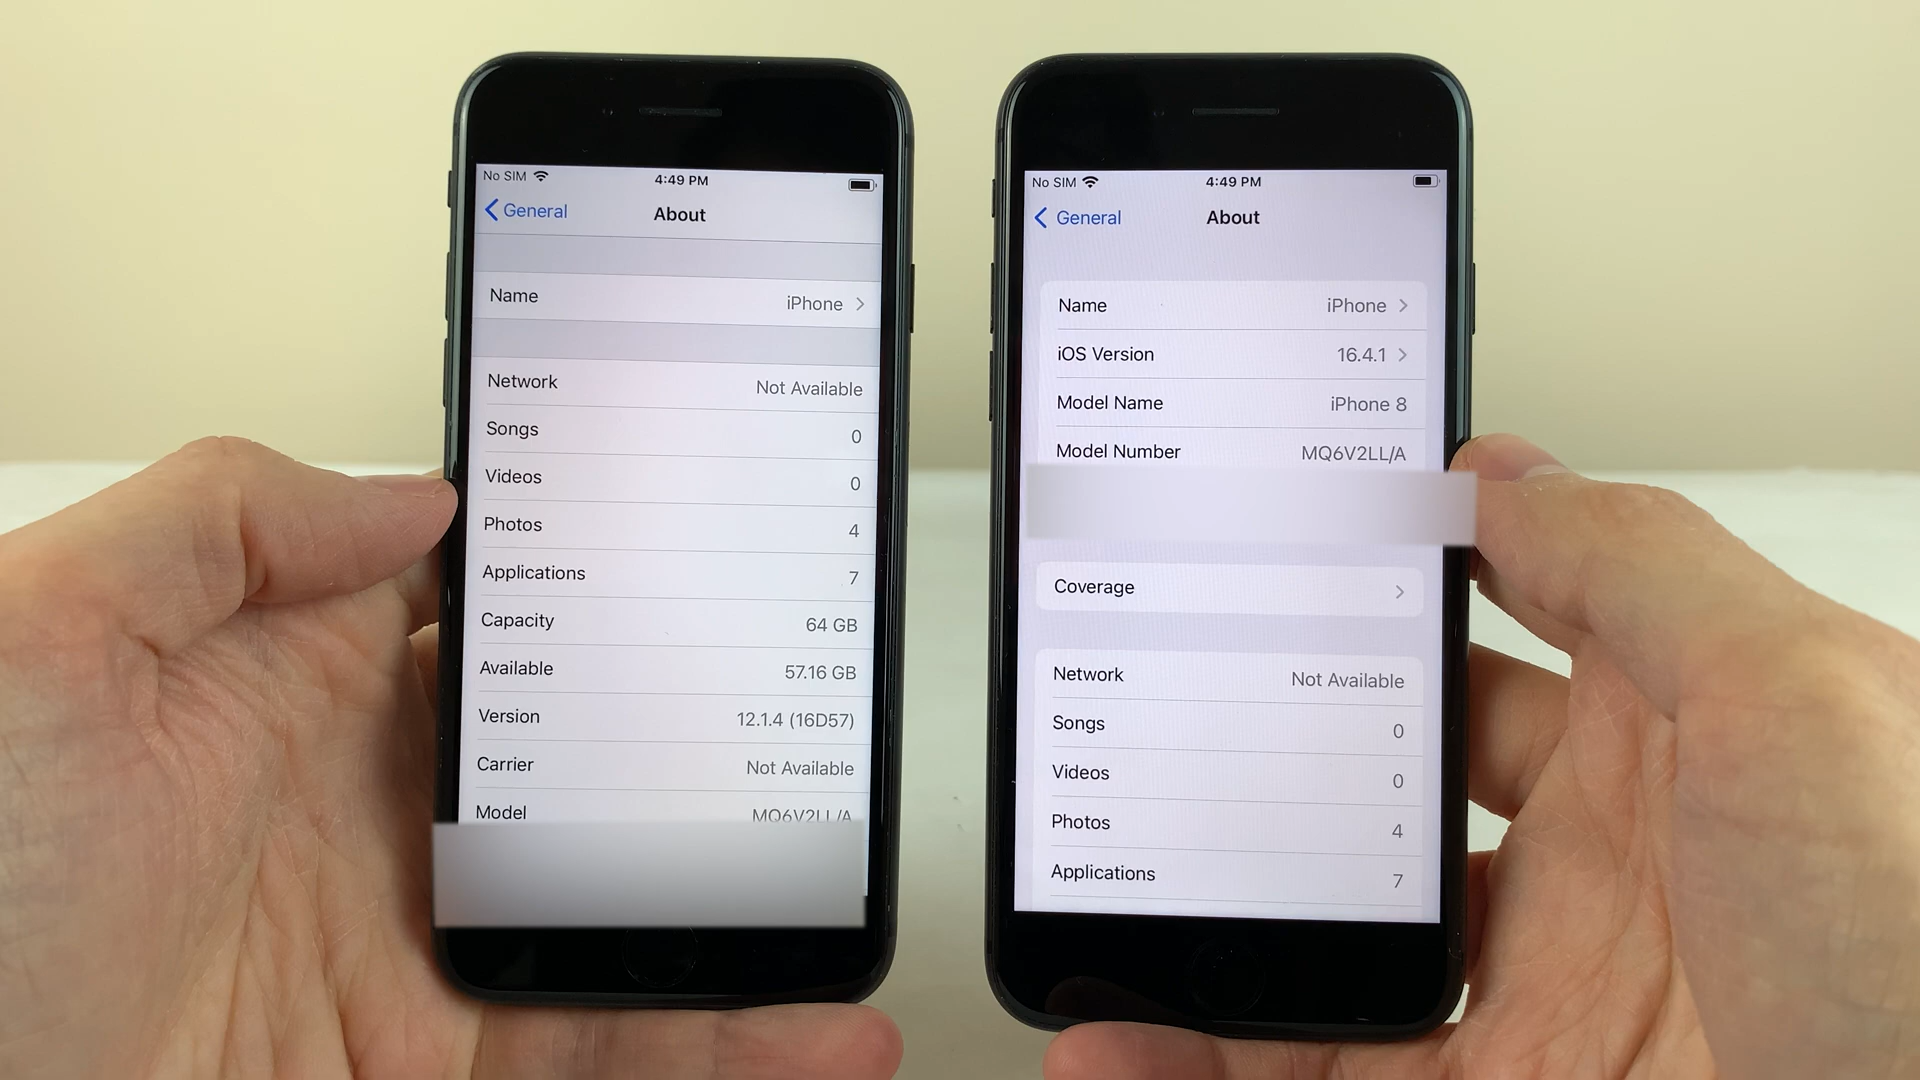 No SIM 4:49 PM
General About
Name iPhone
Network Not Available
Songs 0
Videos 0
Photos 4
Applications 7
Capacity 64 GB
Available 57.16 GB
Version 12.1.4 (16D57)
Carrier Not Available
Model MQ6V2LL/A
No SIM 4:49 PM
General About
Name iPhone
iOS Version 16.4.1
Model Name iPhone 8
Model Number MQ6V2LL/A
Coverage
Network Not Available
Songs 0
Videos 0
Photos 4
Applications 7